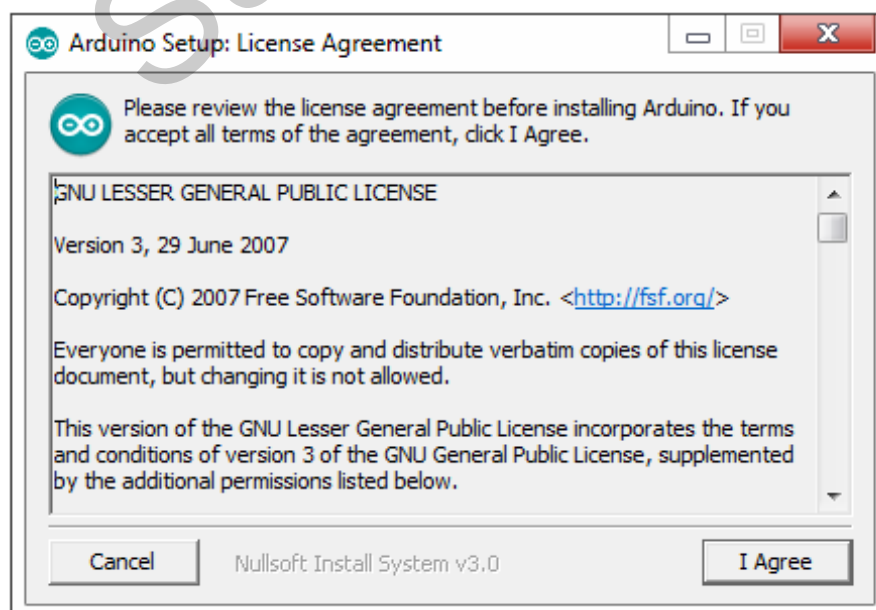 Arduino Setup: License Agreement
Please review the license agreement before installing Arduino. If you
accept all terms of the agreement, click I Agree.
GNU LESSER GENERAL PUBLIC LICENSE
Version 3, 29 June 2007
Copyright (C) 2007 Free Software Foundation, Inc. <http://fsf.org/>
Everyone is permitted to copy and distribute verbatim copies of this license
document, but changing it is not allowed.
This version of the GNU Lesser General Public License incorporates the terms
and conditions of version 3 of the GNU General Public License, supplemented
by the additional permissions listed below.
Cancel
Nullsoft Install System v3.0
I Agree